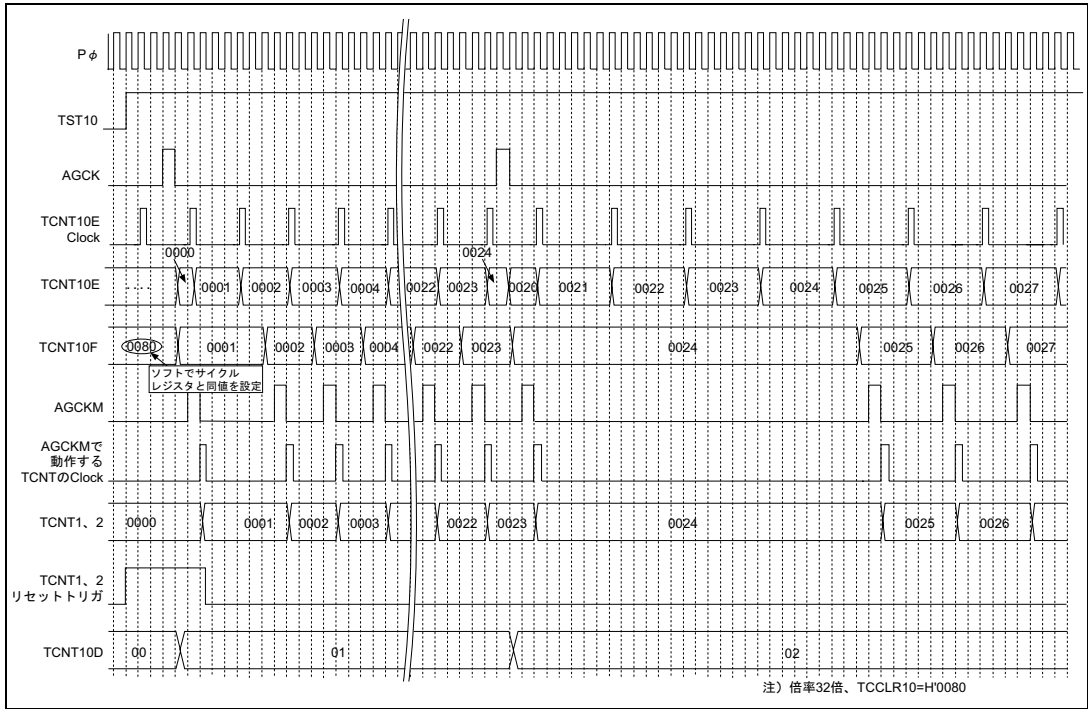 Pφ
TST10
AGCK
TCNT10E
Clock
0000
0024
TCNT10E
... 0001 0002 0003 0004 0022 0023 0020 0021 0022 0023 0024 0025 0026 0027
TCNT10F
0080 0001 0002 0003 0004 0022 0023 0024 0025 0026 0027
ソフトでサイクル
レジスタと同値を設定
AGCKM
AGCKMで
動作する
TCNTのClock
TCNT1、2
0000 0001 0002 0003 0022 0023 0024 0025 0026
TCNT1、2
リセットトリガ
TCNT10D
00 01 02
注）倍率32倍、TCCLR10=H'0080